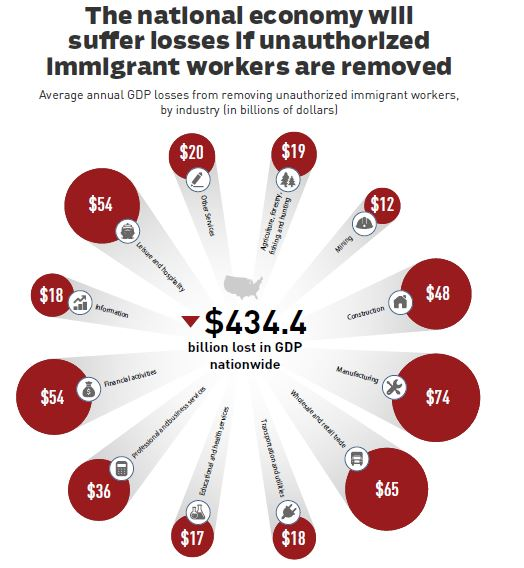 The national economy will
suffer losses if unauthorized
immigrant workers are removed
Average annual GDP losses from removing unauthorized immigrant workers,
by industry (in billions of dollars)
$20
Other Services
$19
Agriculture, forestry,
fishing, and hunting
$12
Mining
$48
Construction
$74
Manufacturing
$65
Wholesale and retail trade
$18
Transportation and utilities
$17
Educational and health services
$36
Professional and business services
$54
Financial activities
$18
Information
$54
Leisure and hospitality
$434.4
billion lost in GDP
nationwide